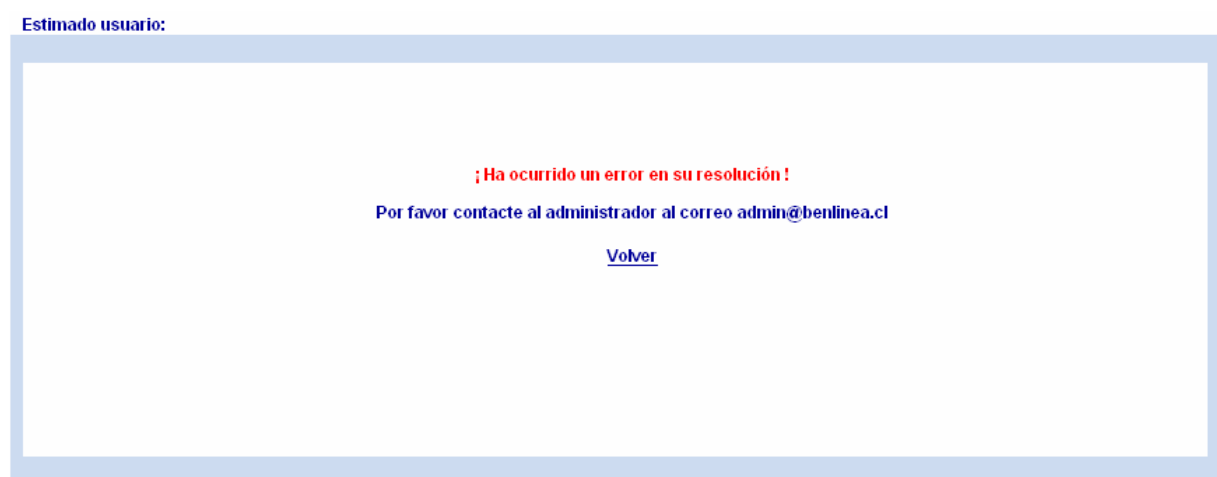 Estimado usuario:
¡ Ha ocurrido un error en su resolución !
Por favor contacte al administrador al correo admin@benlinea.cl
Volver